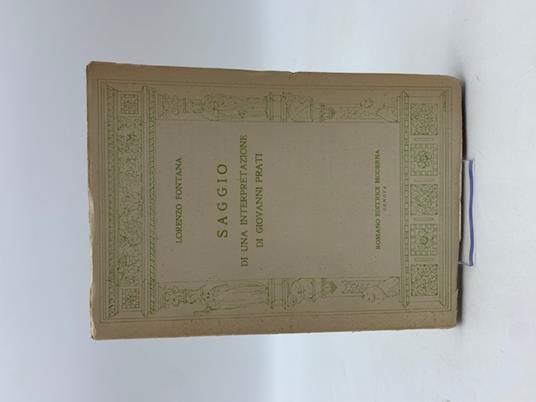 LORENZO FONTANA
SAGGIO
DI UNA INTERPRETAZIONE
DI GIOVANNI PRATI
ROMANO EDITRICE MODERNA
GENOVA